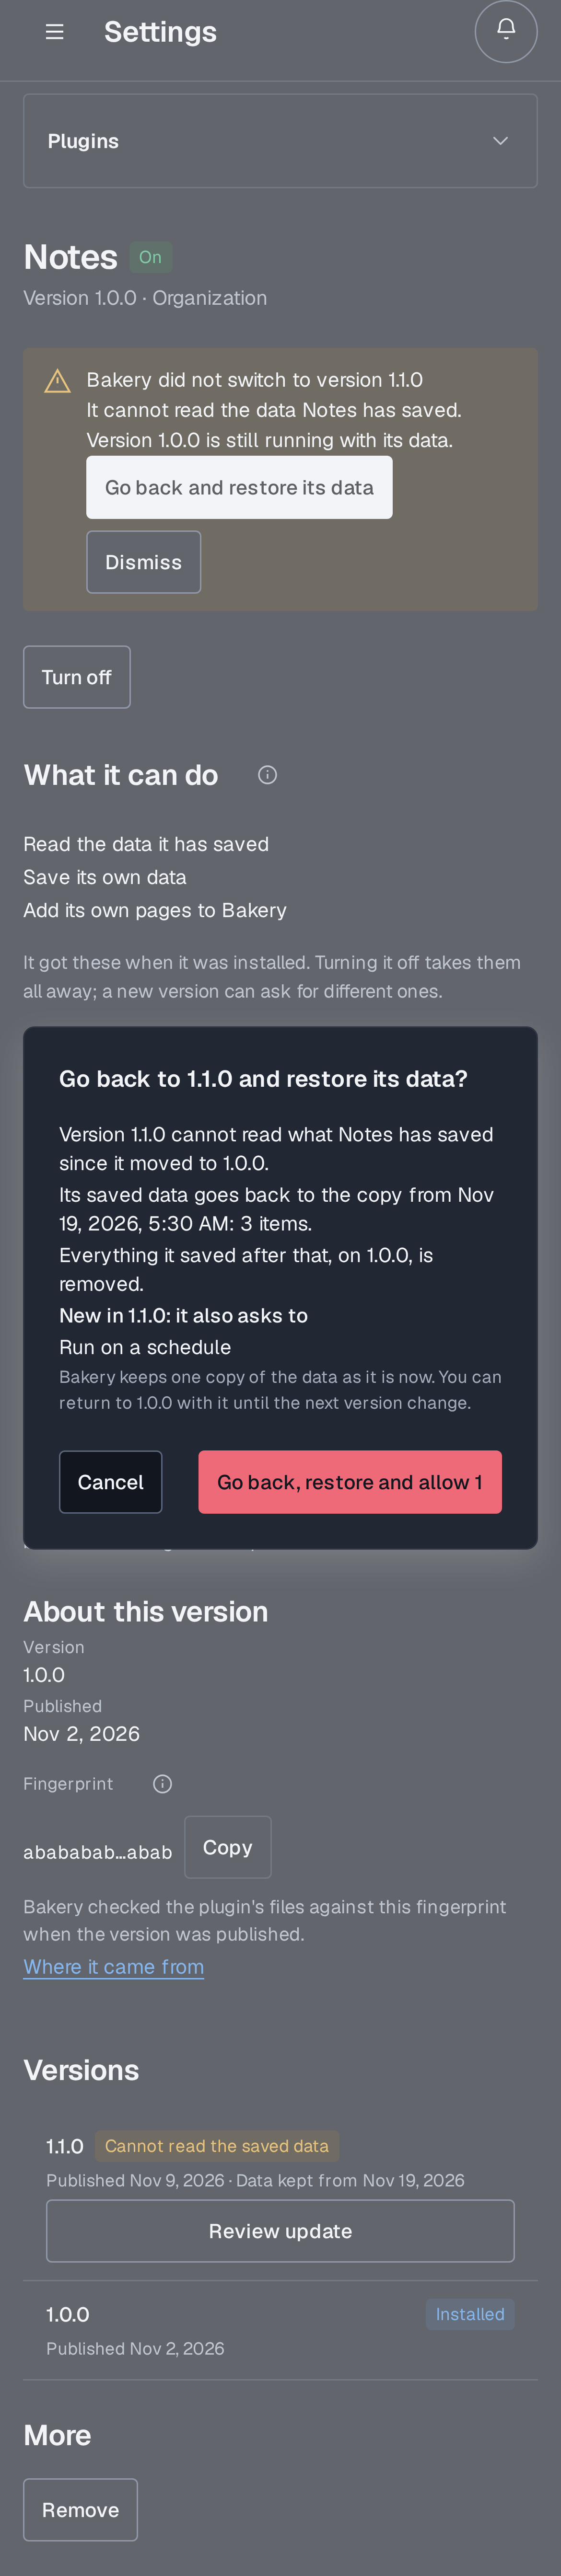 Settings
Plugins
Notes On
Version 1.0.0 · Organization
Bakery did not switch to version 1.1.0
It cannot read the data Notes has saved.
Version 1.0.0 is still running with its data.
Go back and restore its data
Dismiss
Turn off
What it can do
Read the data it has saved
Save its own data
Add its own pages to Bakery
It got these when it was installed. Turning it off takes them
all away; a new version can ask for different ones.
Go back to 1.1.0 and restore its data?
Version 1.1.0 cannot read what Notes has saved
since it moved to 1.0.0.
Its saved data goes back to the copy from Nov
19, 2026, 5:30 AM: 3 items.
Everything it saved after that, on 1.0.0, is
removed.
New in 1.1.0: it also asks to
Run on a schedule
Bakery keeps one copy of the data as it is now. You can
return to 1.0.0 with it until the next version change.
Cancel
Go back, restore and allow 1
About this version
Version
1.0.0
Published
Nov 2, 2026
Fingerprint
abababab…abab
Copy
Bakery checked the plugin's files against this fingerprint
when the version was published.
Where it came from
Versions
1.1.0 Cannot read the saved data
Published Nov 9, 2026 · Data kept from Nov 19, 2026
Review update
1.0.0 Installed
Published Nov 2, 2026
More
Remove